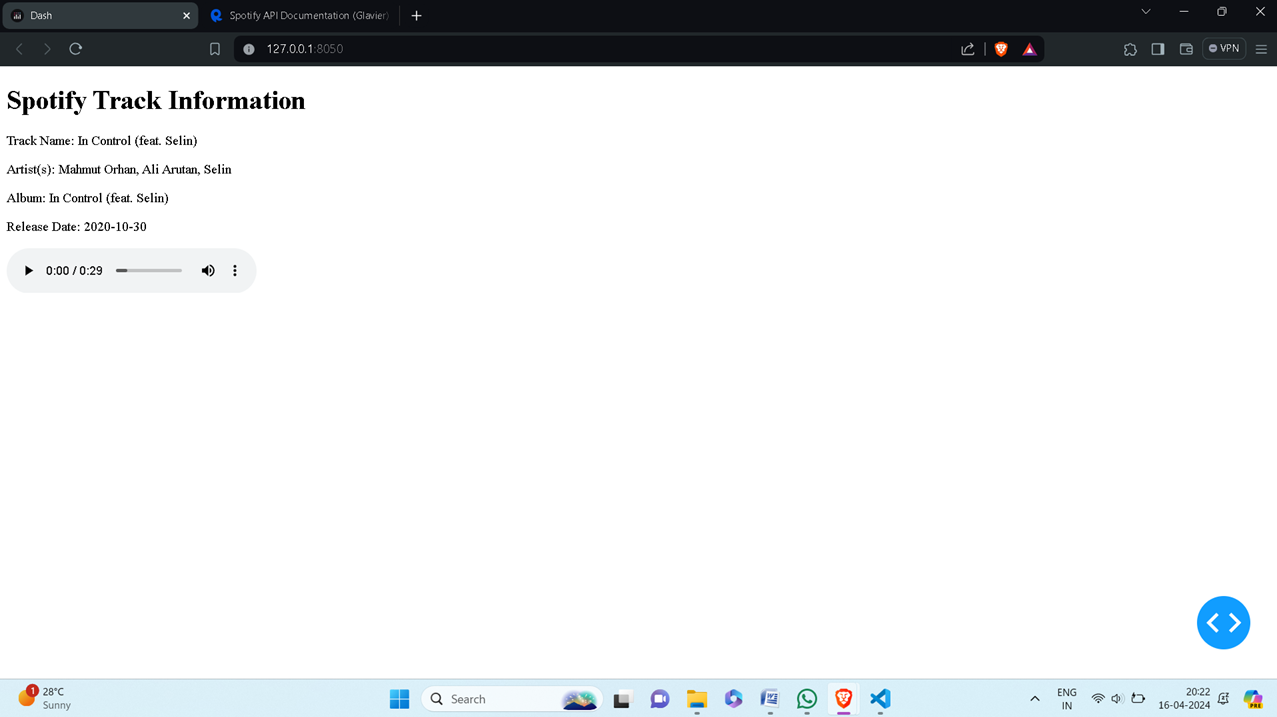 Dash
Spotify API Documentation (Glavier)
127.0.0.1:8050
VPN
Spotify Track Information
Track Name: In Control (feat. Selin)
Artist(s): Mahmut Orhan, Ali Arutan, Selin
Album: In Control (feat. Selin)
Release Date: 2020-10-30
0:00 / 0:29
1
28°C
Sunny
Search
ENG
IN
20:22
16-04-2024
PRE